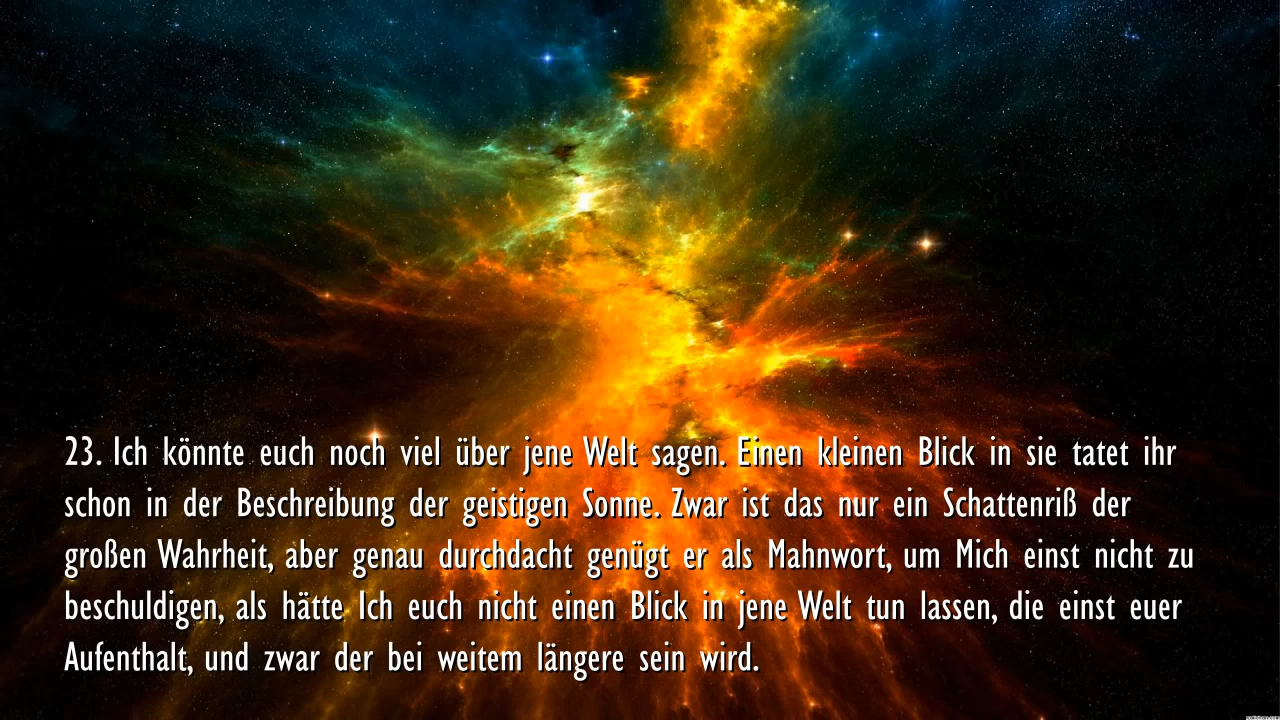 23. Ich könnte euch noch viel über jene Welt sagen. Einen kleinen Blick in sie tatet ihr
schon in der Beschreibung der geistigen Sonne. Zwar ist das nur ein Schattenriß der
großen Wahrheit, aber genau durchdacht genügt er als Mahnwort, um Mich einst nicht zu
beschuldigen, als hätte Ich euch nicht einen Blick in jene Welt tun lassen, die einst euer
Aufenthalt, und zwar der bei weitem längere sein wird.